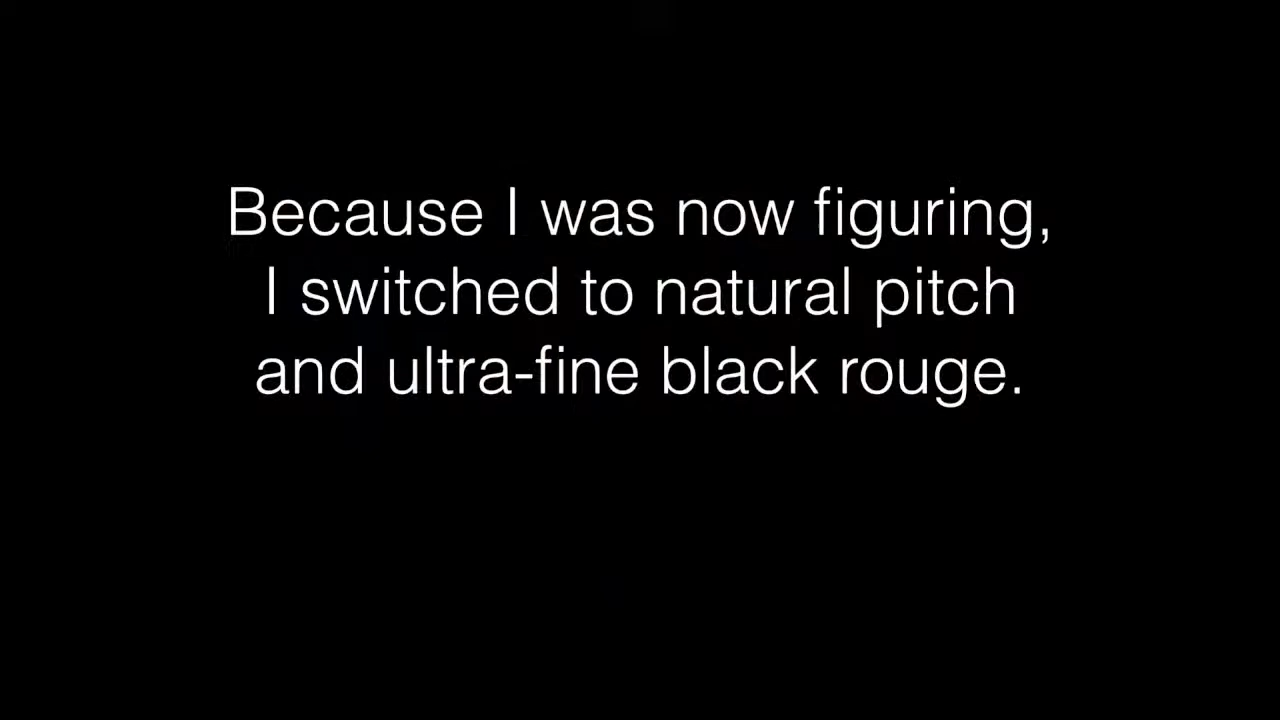 Because I was now figuring,
I switched to natural pitch
and ultra-fine black rouge.